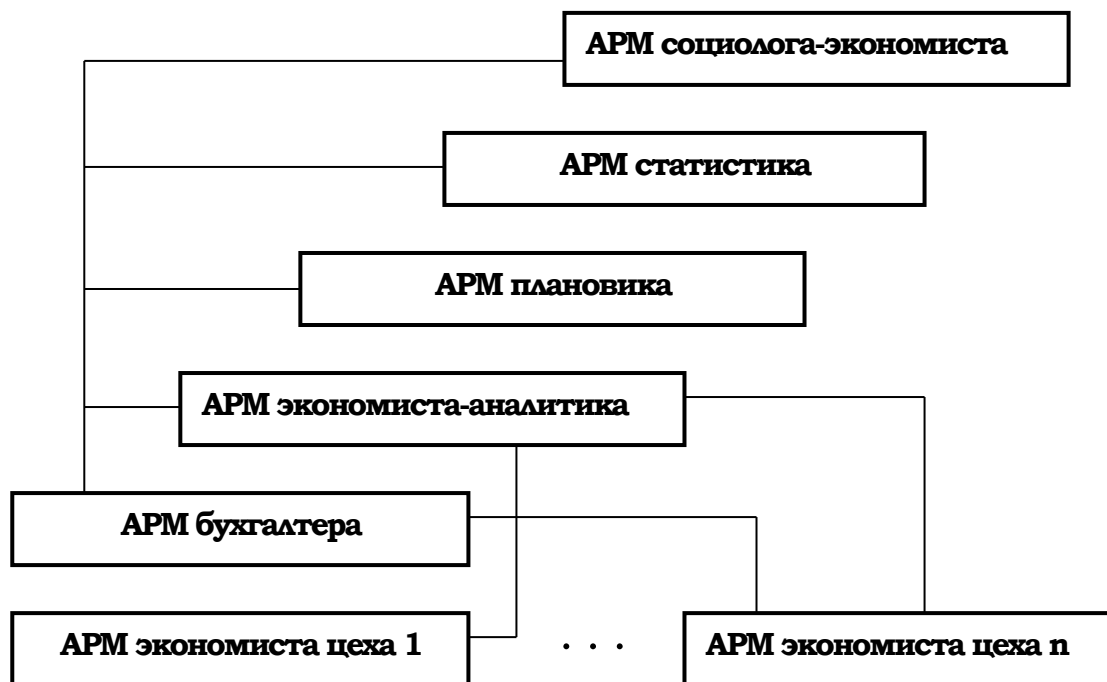 АРМ социолога-экономиста
АРМ статистика
АРМ плановика
АРМ экономиста-аналитика
АРМ бухгалтера
АРМ экономиста цеха 1
. . .
АРМ экономиста цеха n